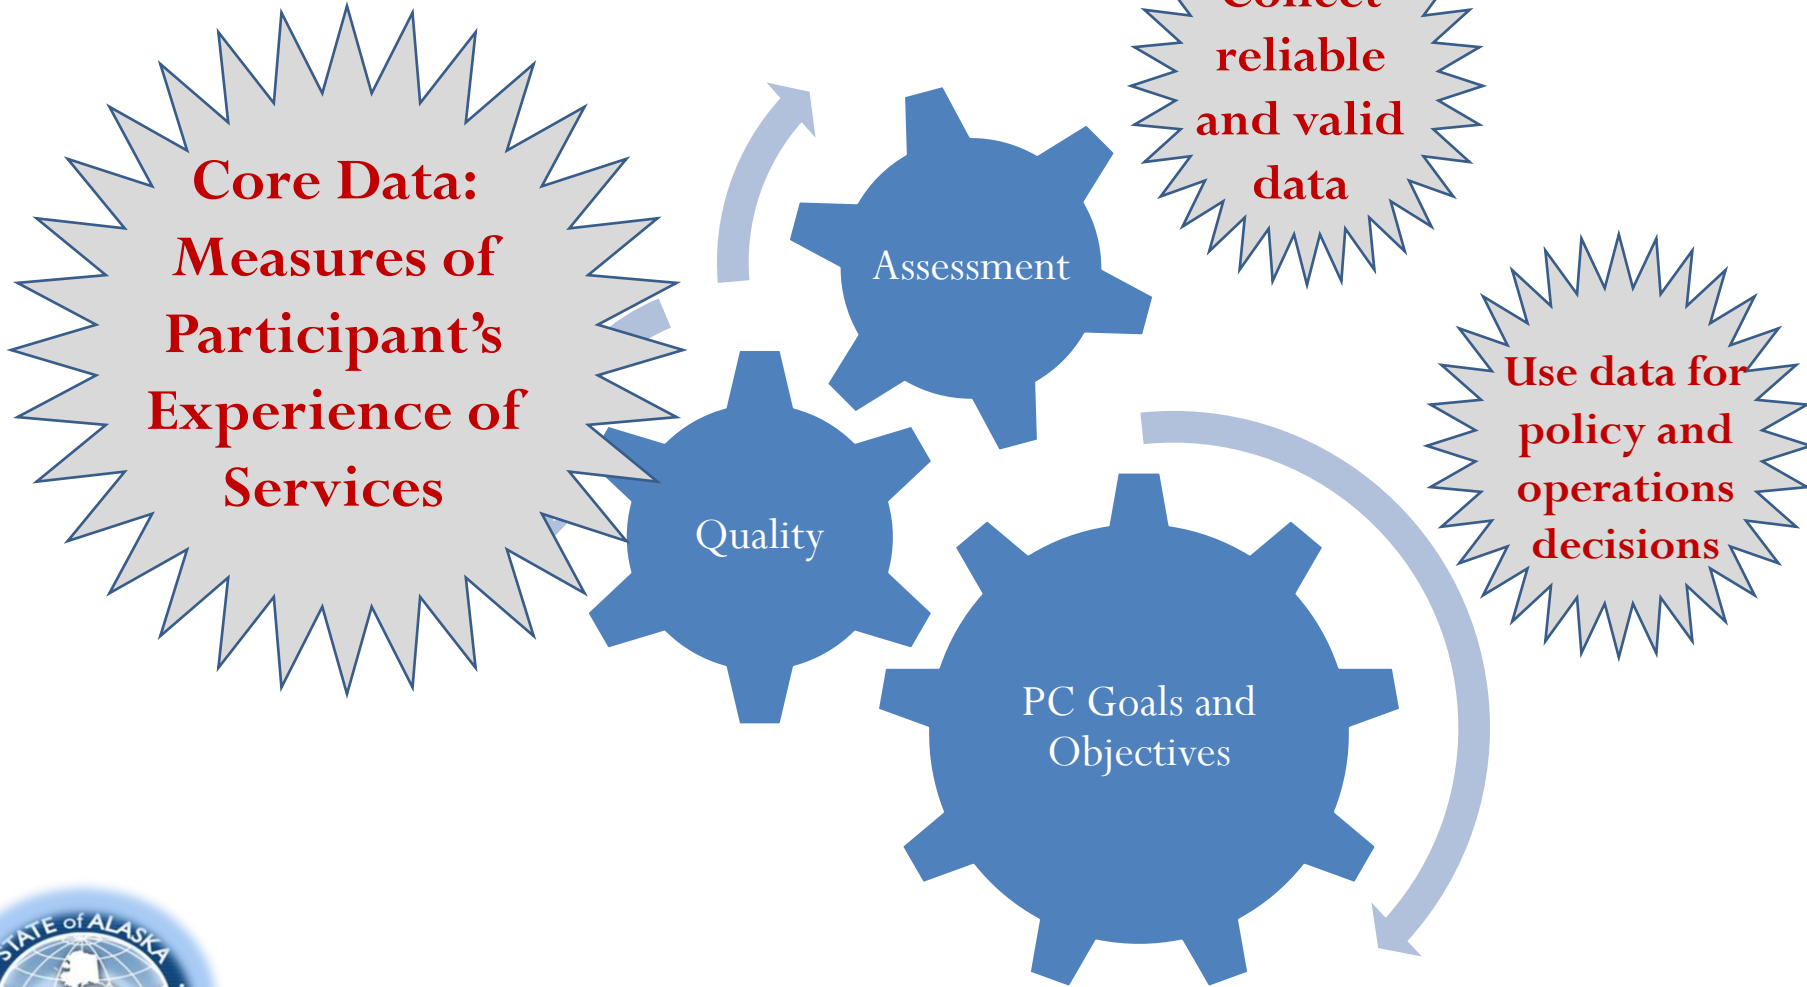 Collect
reliable
and valid
data
Core Data:
Measures of
Participant’s
Experience of
Services
Assessment
Use data for
policy and
operations
decisions
Quality
PC Goals and
Objectives
STATE of ALASKA